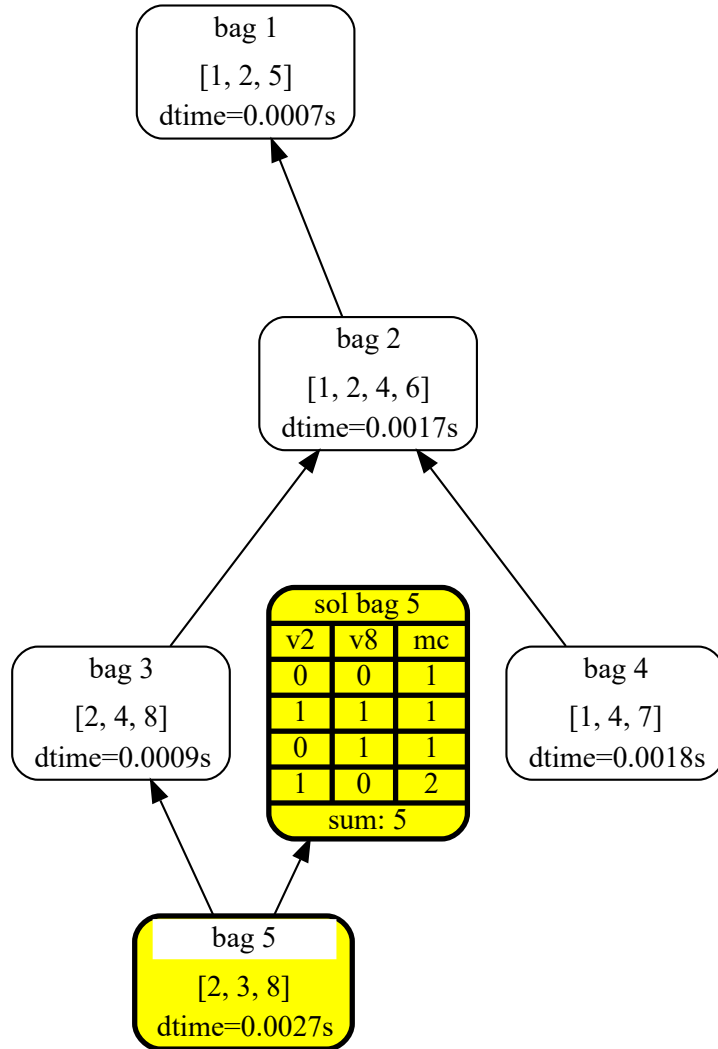 bag 1
[1, 2, 5]
dtime=0.0007s
bag 2
[1, 2, 4, 6]
dtime=0.0017s
bag 3
[2, 4, 8]
dtime=0.0009s
sol bag 5
v2 v8 mc
0 0 1
1 1 1
0 1 1
1 0 2
sum: 5
bag 4
[1, 4, 7]
dtime=0.0018s
bag 5
[2, 3, 8]
dtime=0.0027s